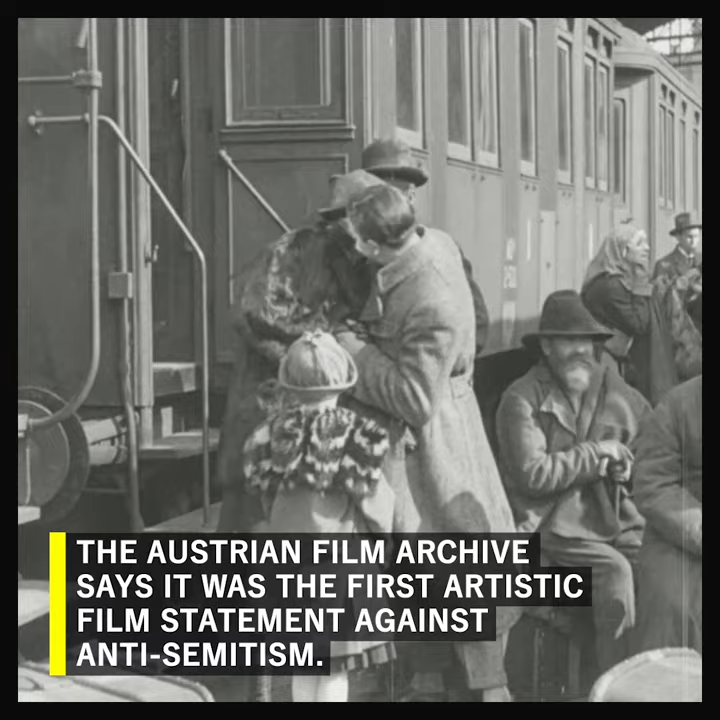 THE AUSTRIAN FILM ARCHIVE
SAYS IT WAS THE FIRST ARTISTIC
FILM STATEMENT AGAINST
ANTI-SEMITISM.